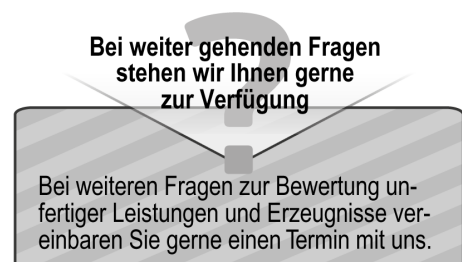 Bei weiter gehenden Fragen
stehen wir Ihnen gerne
zur Verfügung
Bei weiteren Fragen zur Bewertung un-
fertiger Leistungen und Erzeugnisse ver-
einbaren Sie gerne einen Termin mit uns.